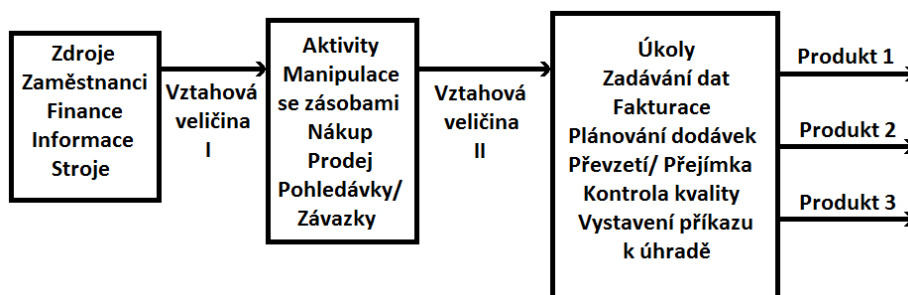 Zdroje
Zaměstnanci
Finance
Informace
Stroje
Vztahová
veličina
I
Aktivity
Manipulace
se zásobami
Nákup
Prodej
Pohledávky/
Závazky
Vztahová
veličina
II
Úkoly
Zadávání dat
Fakturace
Plánování dodávek
Převzetí/ Přejímka
Kontrola kvality
Vystavení příkazu
k úhradě
Produkt 1
Produkt 2
Produkt 3